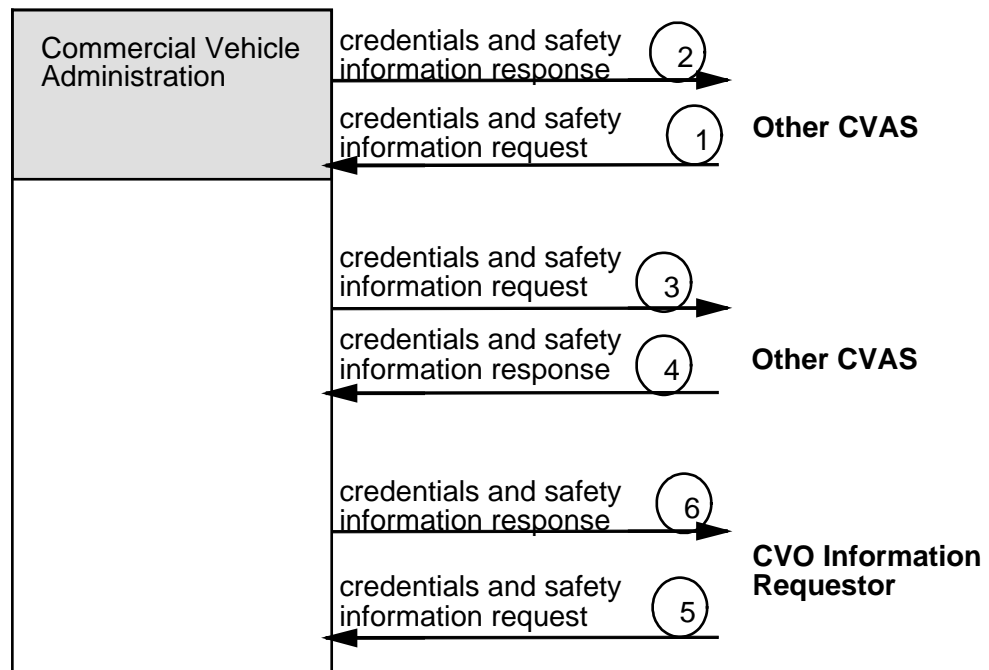 Commercial Vehicle
Administration
credentials and safety
information response
2
credentials and safety
information request
1
Other CVAS
credentials and safety
information request
3
credentials and safety
information response
4
Other CVAS
credentials and safety
information response
6
credentials and safety
information request
5
CVO Information
Requestor